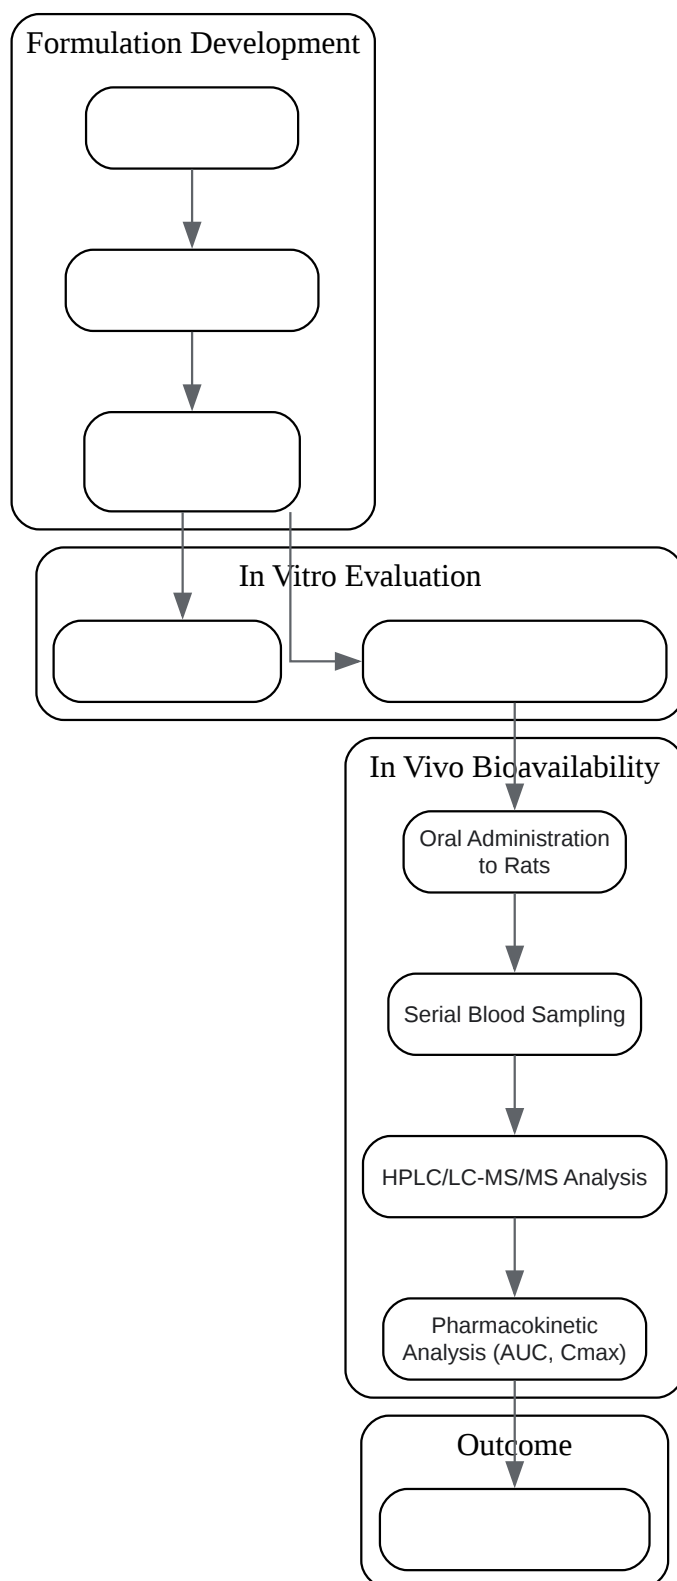 Formulation Development
In Vitro Evaluation
In Vivo Bioavailability
Oral Administration
to Rats
Serial Blood Sampling
HPLC/LC-MS/MS Analysis
Pharmacokinetic
Analysis (AUC, Cmax)
Outcome